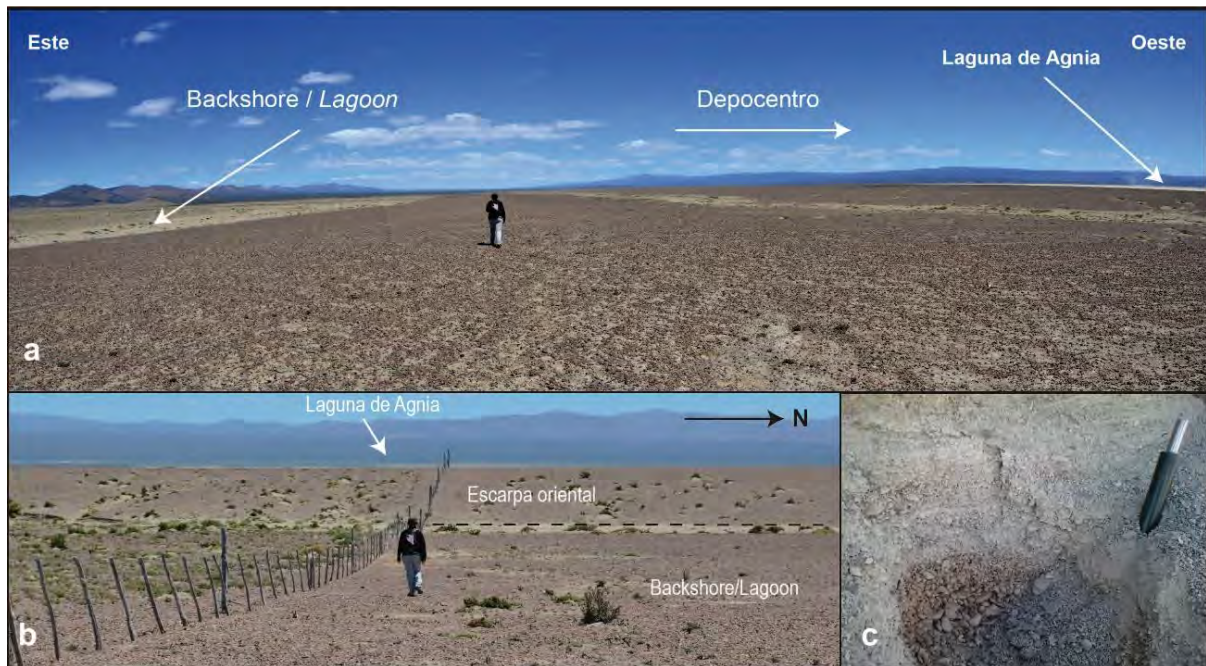 Este
Oeste
Laguna de Agnia
Backshore / Lagoon
Depocentro
a
Laguna de Agnia
N
Escarpa oriental
Backshore/Lagoon
b
c